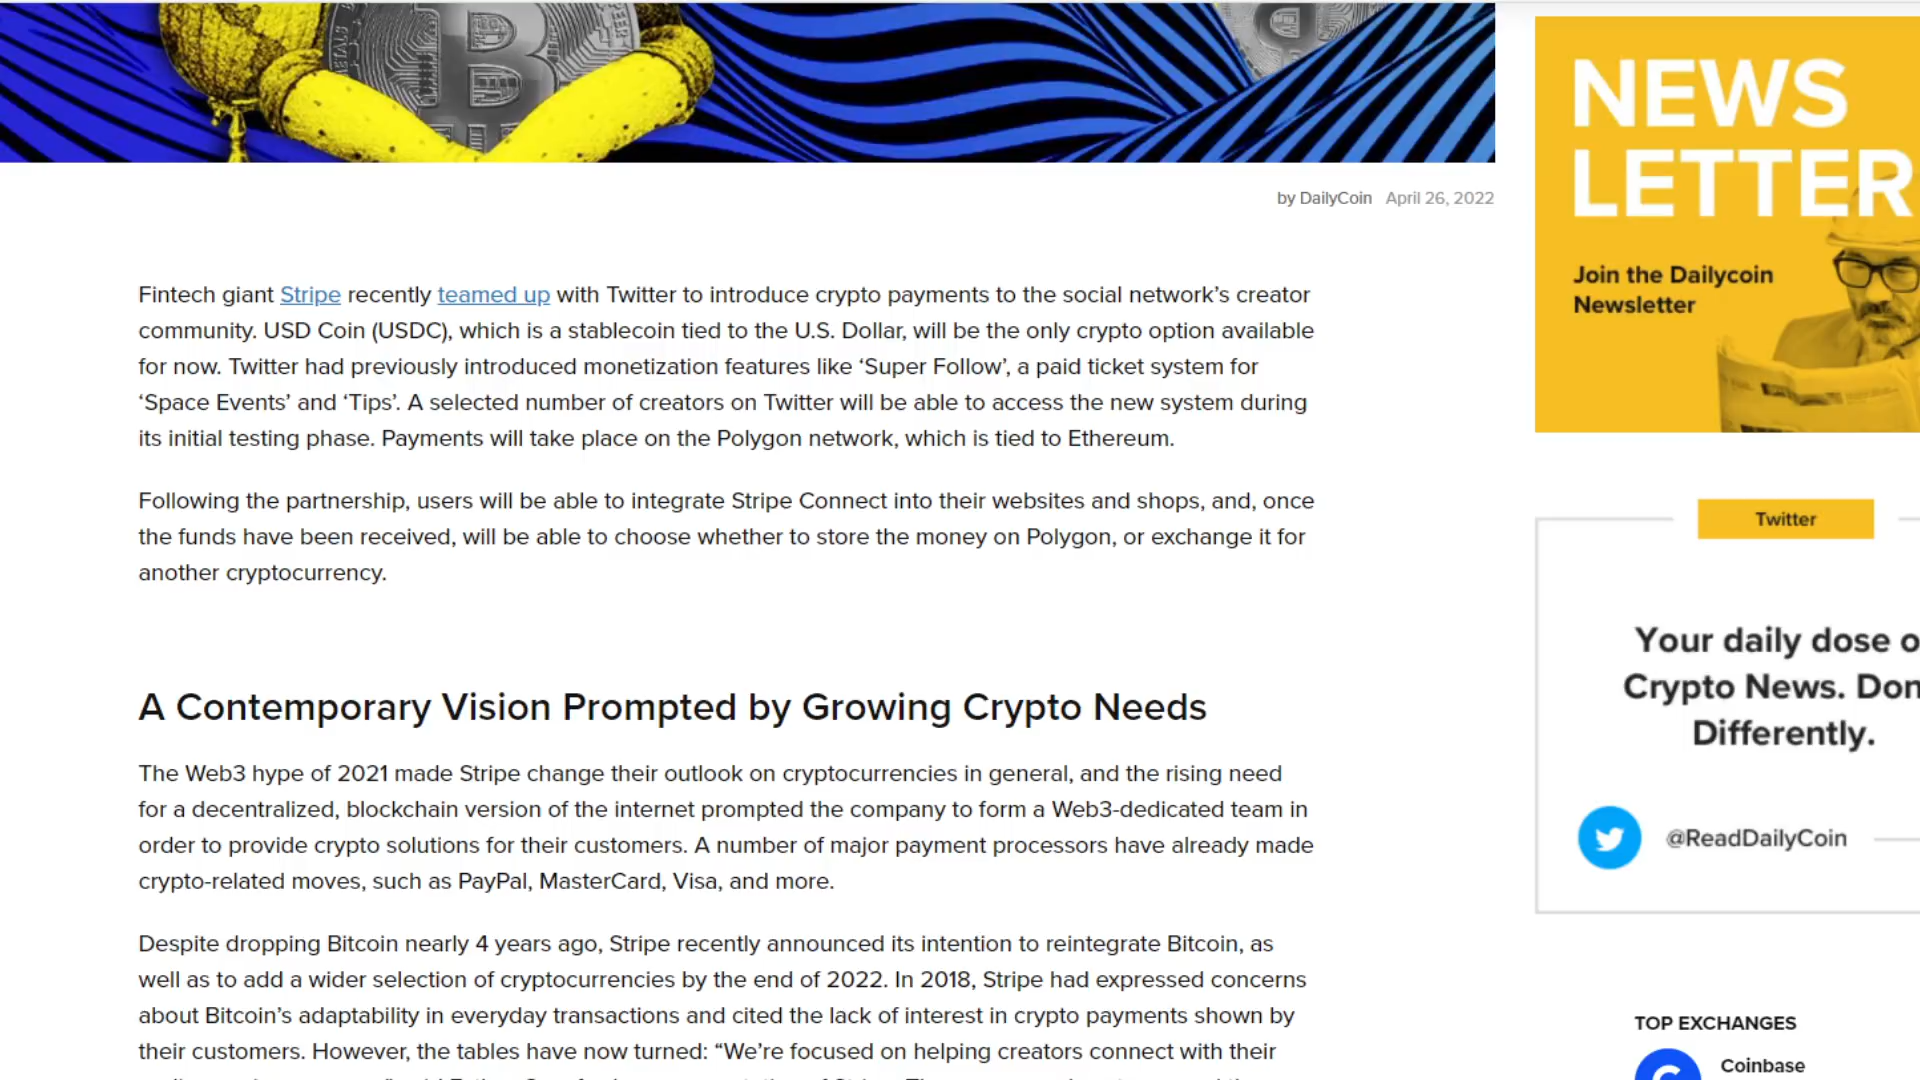 by DailyCoin April 26, 2022
Fintech giant Stripe recently teamed up with Twitter to introduce crypto payments to the social network’s creator
community. USD Coin (USDC), which is a stablecoin tied to the U.S. Dollar, will be the only crypto option available
for now. Twitter had previously introduced monetization features like ‘Super Follow’, a paid ticket system for
‘Space Events’ and ‘Tips’. A selected number of creators on Twitter will be able to access the new system during
its initial testing phase. Payments will take place on the Polygon network, which is tied to Ethereum.
Following the partnership, users will be able to integrate Stripe Connect into their websites and shops, and, once
the funds have been received, will be able to choose whether to store the money on Polygon, or exchange it for
another cryptocurrency.
A Contemporary Vision Prompted by Growing Crypto Needs
The Web3 hype of 2021 made Stripe change their outlook on cryptocurrencies in general, and the rising need
for a decentralized, blockchain version of the internet prompted the company to form a Web3-dedicated team in
order to provide crypto solutions for their customers. A number of major payment processors have already made
crypto-related moves, such as PayPal, MasterCard, Visa, and more.
Despite dropping Bitcoin nearly 4 years ago, Stripe recently announced its intention to reintegrate Bitcoin, as
well as to add a wider selection of cryptocurrencies by the end of 2022. In 2018, Stripe had expressed concerns
about Bitcoin’s adaptability in everyday transactions and cited the lack of interest in crypto payments shown by
their customers. However, the tables have now turned: “We’re focused on helping creators connect with their
NEWS
LETTER
Join the Dailycoin
Newsletter
Twitter
Your daily dose o
Crypto News. Don
Differently.
@ReadDailyCoin
TOP EXCHANGES
Coinbase